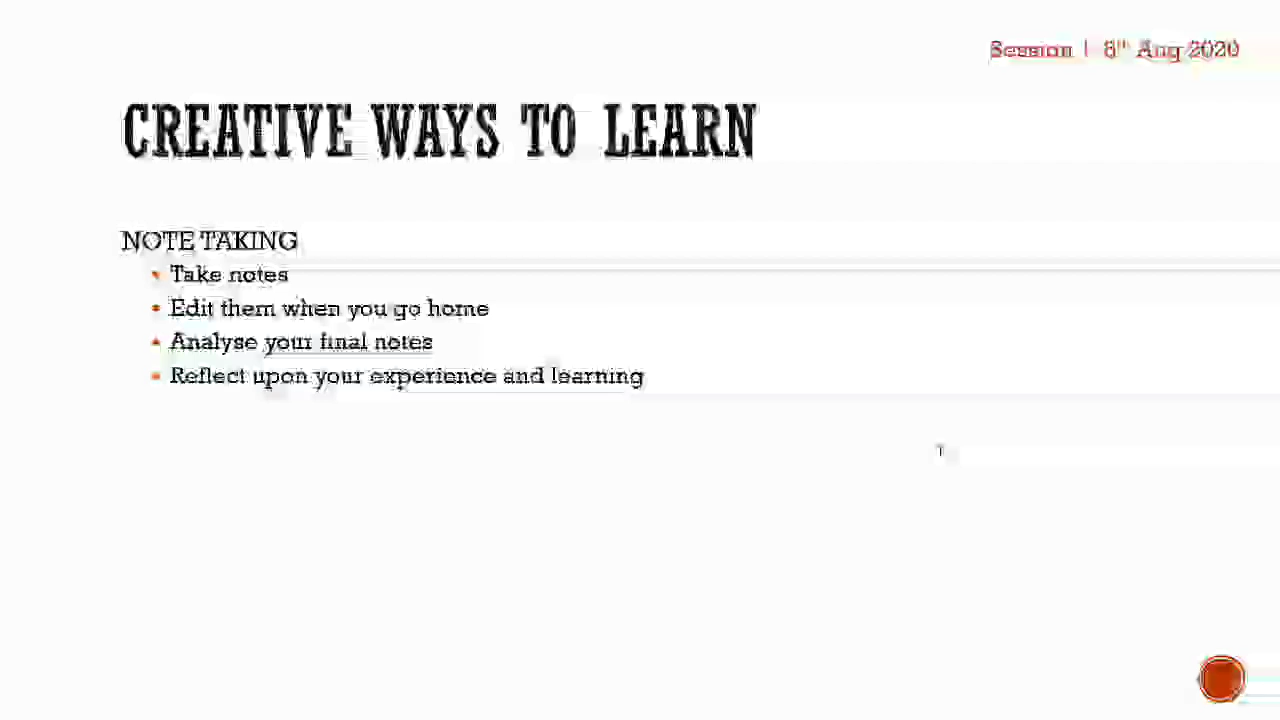 Session 1 8th Aug 2020
CREATIVE WAYS TO LEARN
NOTE TAKING
• Take notes
• Edit them when you go home
• Analyse your final notes
• Reflect upon your experience and learning